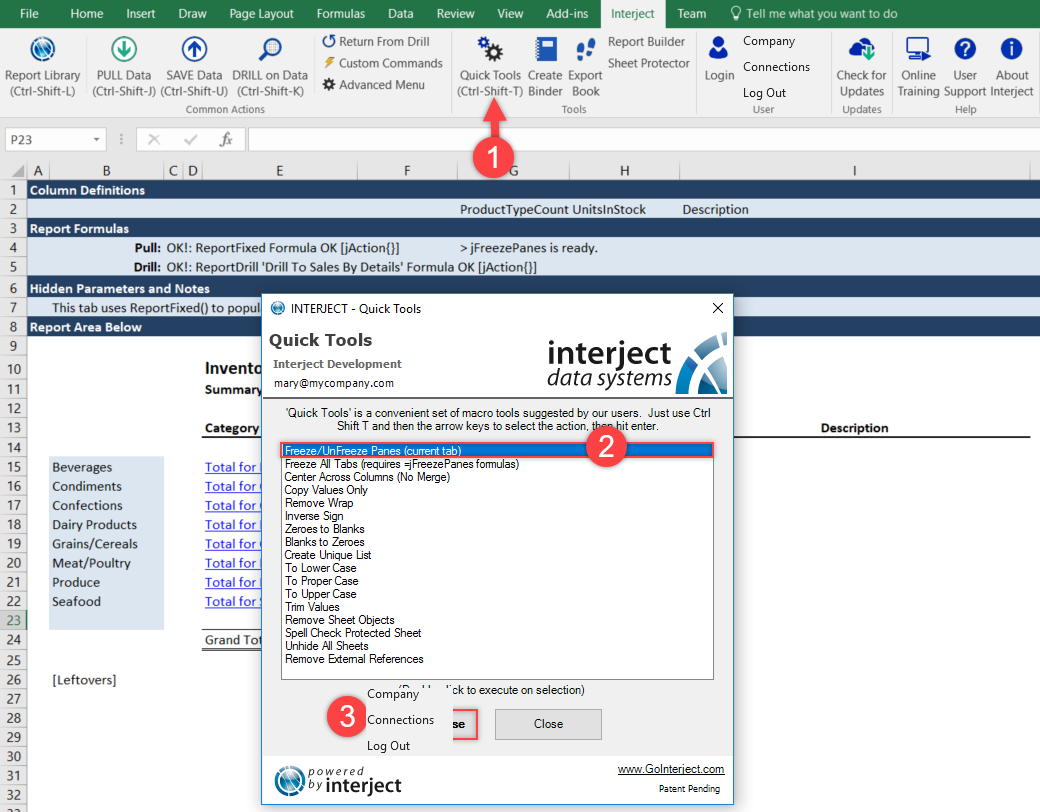 File Home Insert Draw Page Layout Formulas Data Review View Add-ins Interject Team Tell me what you want to do
Report Library (Ctrl-Shift-L)
PULL Data (Ctrl-Shift-J)
SAVE Data (Ctrl-Shift-U)
DRILL on Data (Ctrl-Shift-K)
Return From Drill
Custom Commands
Advanced Menu
Common Actions
Quick Tools (Ctrl-Shift-T)
Create Binder
Export Book
Report Builder
Sheet Protector
Tools
Login
Company
Connections
Log Out
User
Check for Updates
Updates
Online Training
User Support
About Interject
Help
P23
fx
1
A B C D E F G H I
1 Column Definitions
2 ProductTypeCount UnitsInStock Description
3 Report Formulas
4 Pull: OK!: ReportFixed Formula OK [jAction{}] > jFreezePanes is ready.
5 Drill: OK!: ReportDrill 'Drill To Sales By Details' Formula OK [jAction{}]
6 Hidden Parameters and Notes
7 This tab uses ReportFixed() to
8 Report Area Below
9
10
11 Summary
12
13 Category Description
14
15 Beverages Total for
16 Condiments Total for
17 Confections Total for
18 Dairy Products Total for
19 Grains/Cereals Total for
20 Meat/Poultry Total for
21 Produce Total for
22 Seafood Total for
23
24 Grand
25
26 [Leftovers]
27
28
29
30
31
32
INTERJECT - Quick Tools
Quick Tools
Interject Development
mary@mycompany.com
interject
data systems
'Quick Tools' is a convenient set of macro tools suggested by our users. Just use Ctrl
Shift T and then the arrow keys to select the action, then hit enter.
2
Freeze/UnFreeze Panes (current tab)
Freeze All Tabs (requires =jFreezePanes formulas)
Center Across Columns (No Merge)
Copy Values Only
Remove Wrap
Inverse Sign
Zeroes to Blanks
Blanks to Zeroes
Create Unique List
To Lower Case
To Proper Case
To Upper Case
Trim Values
Remove Sheet Objects
Spell Check Protected Sheet
Unhide All Sheets
Remove External References
to execute on selection)
3
Company
Connections
Log Out
Close
powered
by interject
www.GoInterject.com
Patent Pending